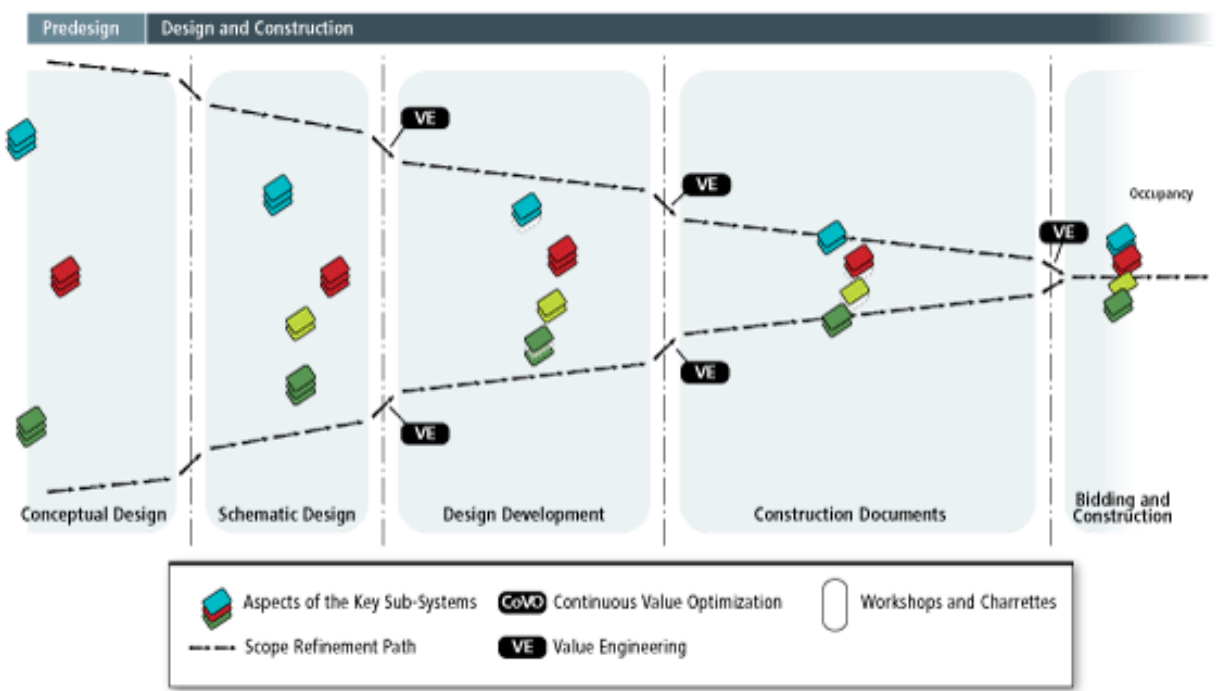 Predesign
Design and Construction
VE
VE
Occupancy
VE
VE
VE
Conceptual Design
Schematic Design
Design Development
Construction Documents
Bidding and
Construction
Aspects of the Key Sub-Systems
CoVO Continuous Value Optimization
Workshops and Charrettes
Scope Refinement Path
VE Value Engineering